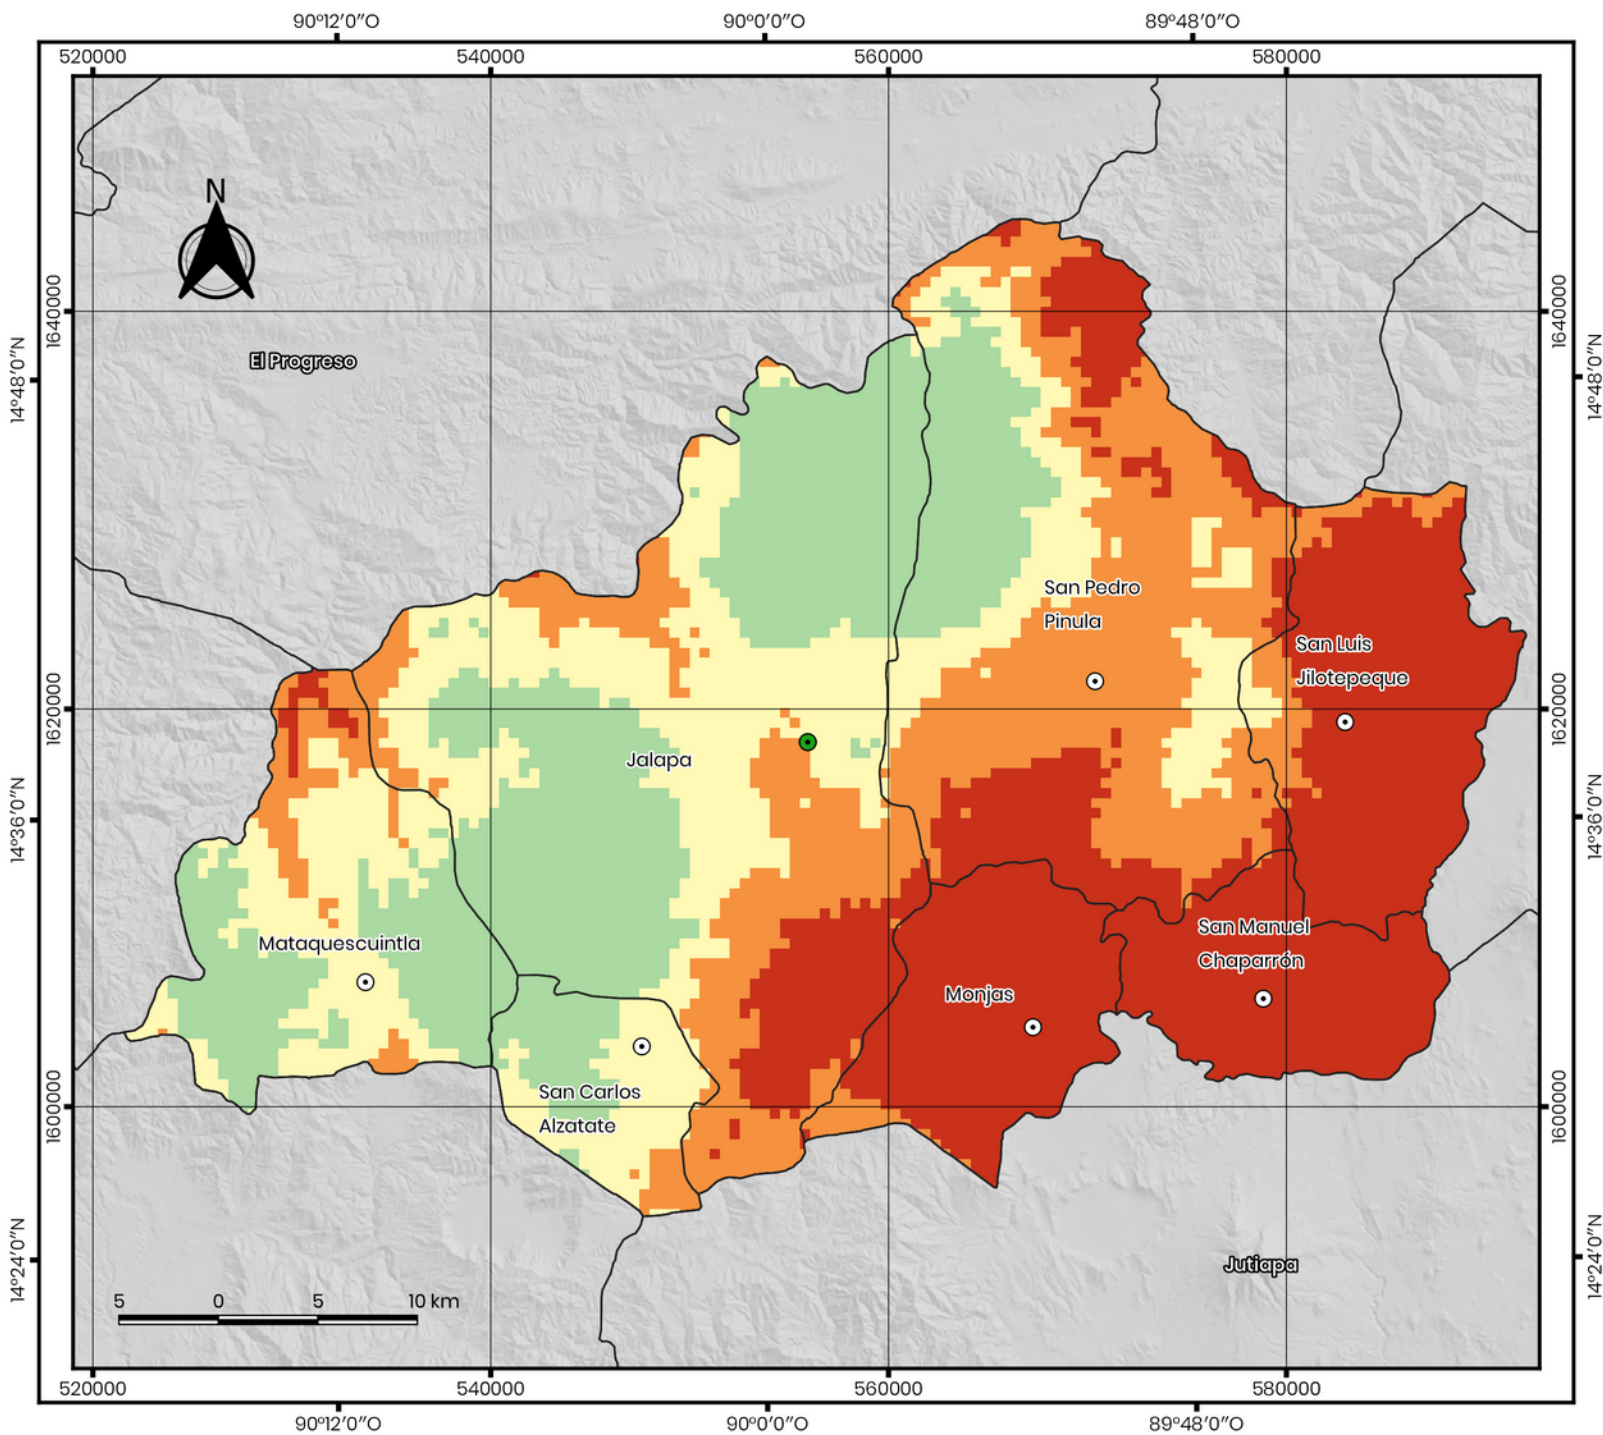 90°12'0"O 90°0'0"O 89°48'0"O
520000 540000 560000 580000
N
1640000 1640000
El Progreso
14°48'0"N 14°48'0"N
San Pedro
Pinula
San Luis
Jilotepeque
1620000 1620000
Jalapa
14°36'0"N 14°36'0"N
San Manuel
Chaparrón
Mataquescuintla
Monjas
San Carlos
Alzatate
1600000 1600000
14°24'0"N 14°24'0"N
Jutiapa
5 0 5 10 km
520000 540000 560000 580000
90°12'0"O 90°0'0"O 89°48'0"O